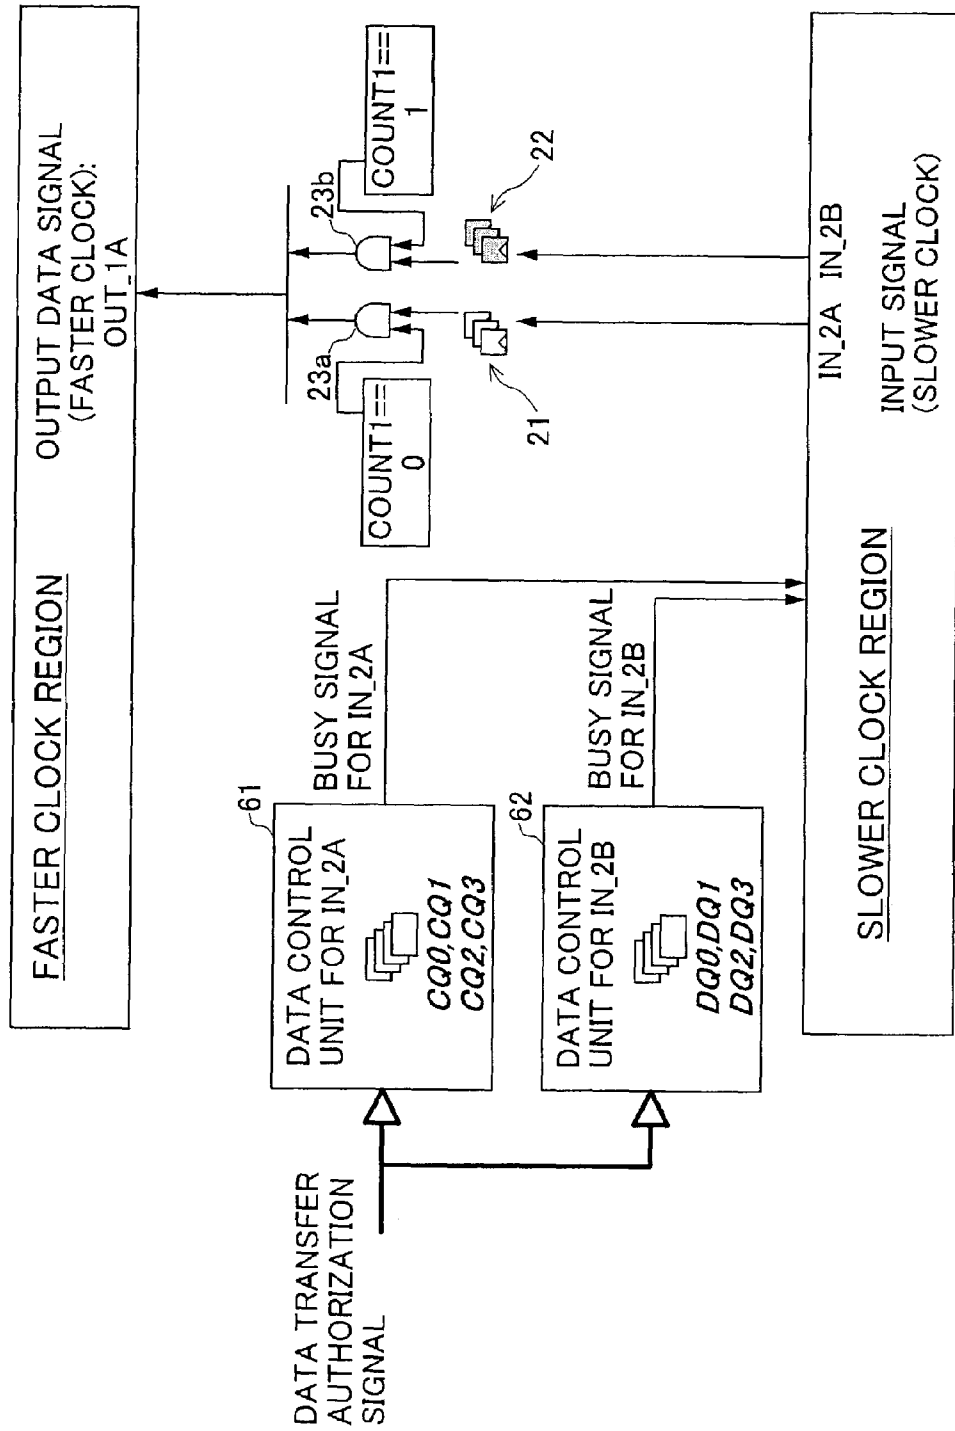 FASTER CLOCK REGION
OUTPUT DATA SIGNAL
(FASTER CLOCK):
OUT_1A
61
DATA CONTROL
UNIT FOR IN_2A
CQ0,CQ1
CQ2,CQ3
BUSY SIGNAL
FOR IN_2A
23a
23b
COUNT1==
0
COUNT1==
1
21
22
DATA TRANSFER
AUTHORIZATION
SIGNAL
62
DATA CONTROL
UNIT FOR IN_2B
DQ0,DQ1
DQ2,DQ3
BUSY SIGNAL
FOR IN_2B
IN_2A IN_2B
SLOWER CLOCK REGION
INPUT SIGNAL
(SLOWER CLOCK)